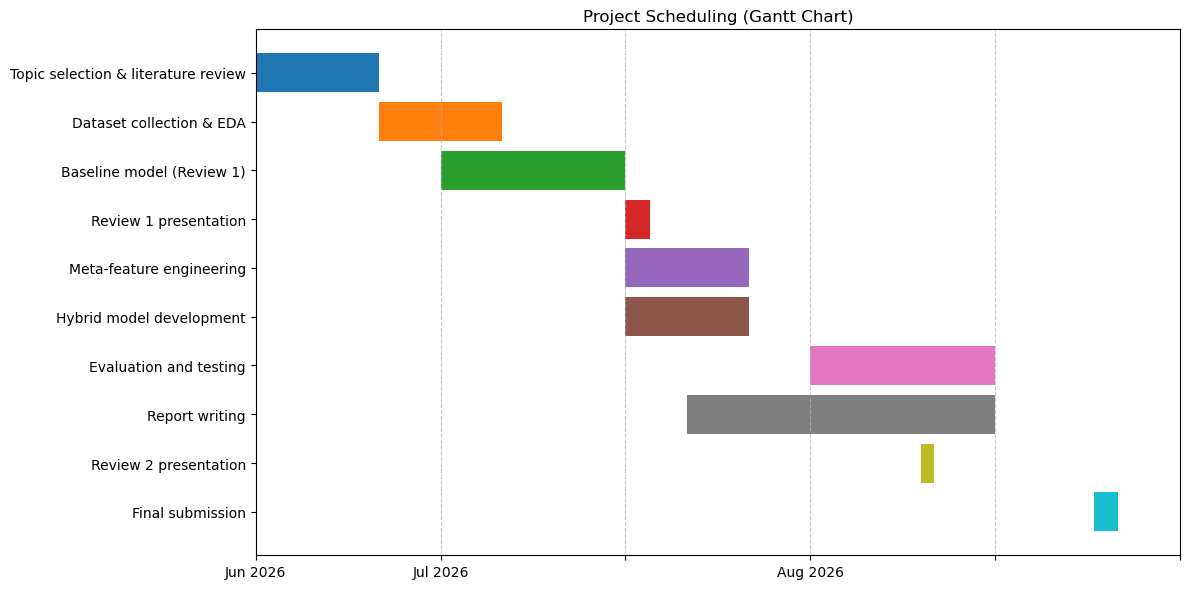 Project Scheduling (Gantt Chart)
Topic selection & literature review
Dataset collection & EDA
Baseline model (Review 1)
Review 1 presentation
Meta-feature engineering
Hybrid model development
Evaluation and testing
Report writing
Review 2 presentation
Final submission
Jun 2026 Jul 2026 Aug 2026